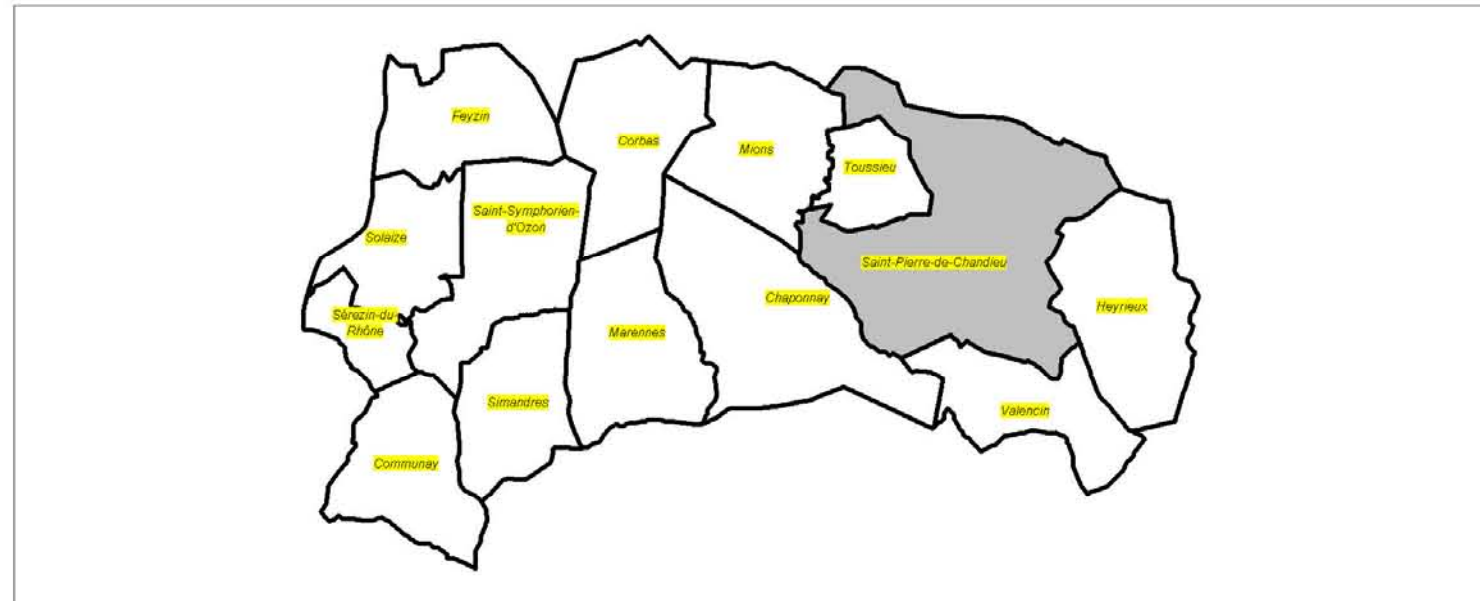 Feyzin
Corbas
Mions
Toussieu
Saint-Symphorien-
d'Ozon
Solaize
Saint-Pierre-de-Chandieu
Chaponnay
Heyrieux
Sérezin-du-
Rhône
Marennes
Simandres
Valencin
Communay